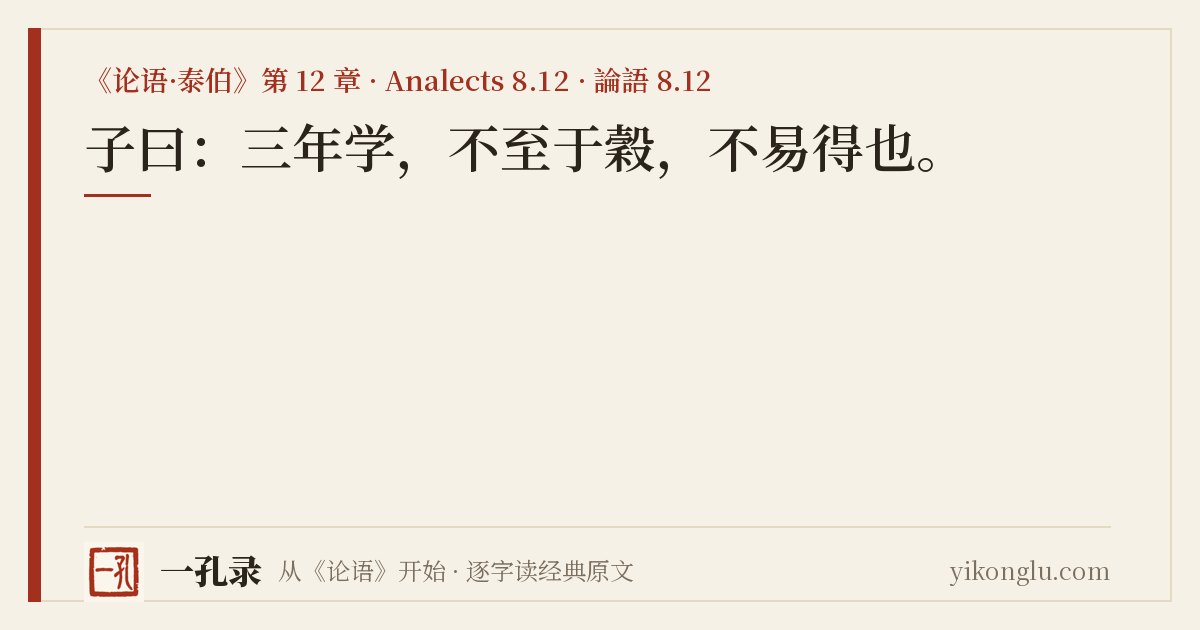 《论语·泰伯》第 12 章 · Analects 8.12 · 論語 8.12
子曰：三年学，不至于穀，不易得也。
一孔
一孔录 从《论语》开始 · 逐字读经典原文 yikonglu.com